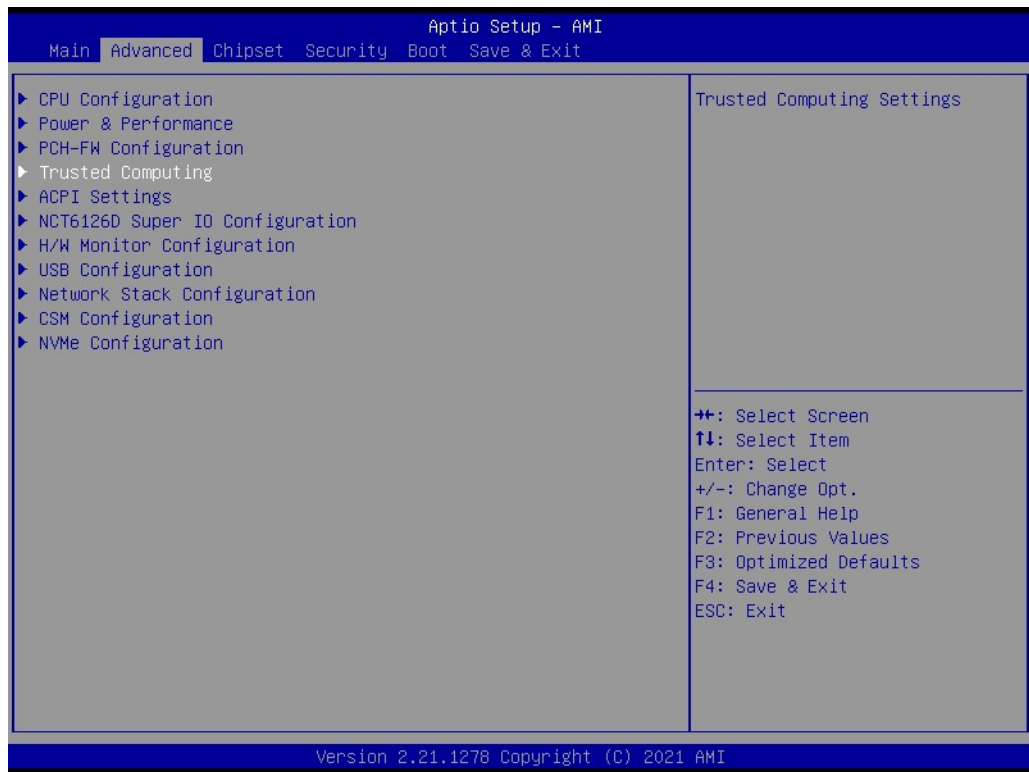 Aptio Setup – AMI
Main Advanced Chipset Security Boot Save & Exit
▶ CPU Configuration
▶ Power & Performance
▶ PCH-FW Configuration
▶ Trusted Computing
▶ ACPI Settings
▶ NCT6126D Super IO Configuration
▶ H/W Monitor Configuration
▶ USB Configuration
▶ Network Stack Configuration
▶ CSM Configuration
▶ NVMe Configuration
Trusted Computing Settings
→←: Select Screen
↑↓: Select Item
Enter: Select
+/-: Change Opt.
F1: General Help
F2: Previous Values
F3: Optimized Defaults
F4: Save & Exit
ESC: Exit
Version 2.21.1278 Copyright (C) 2021 AMI